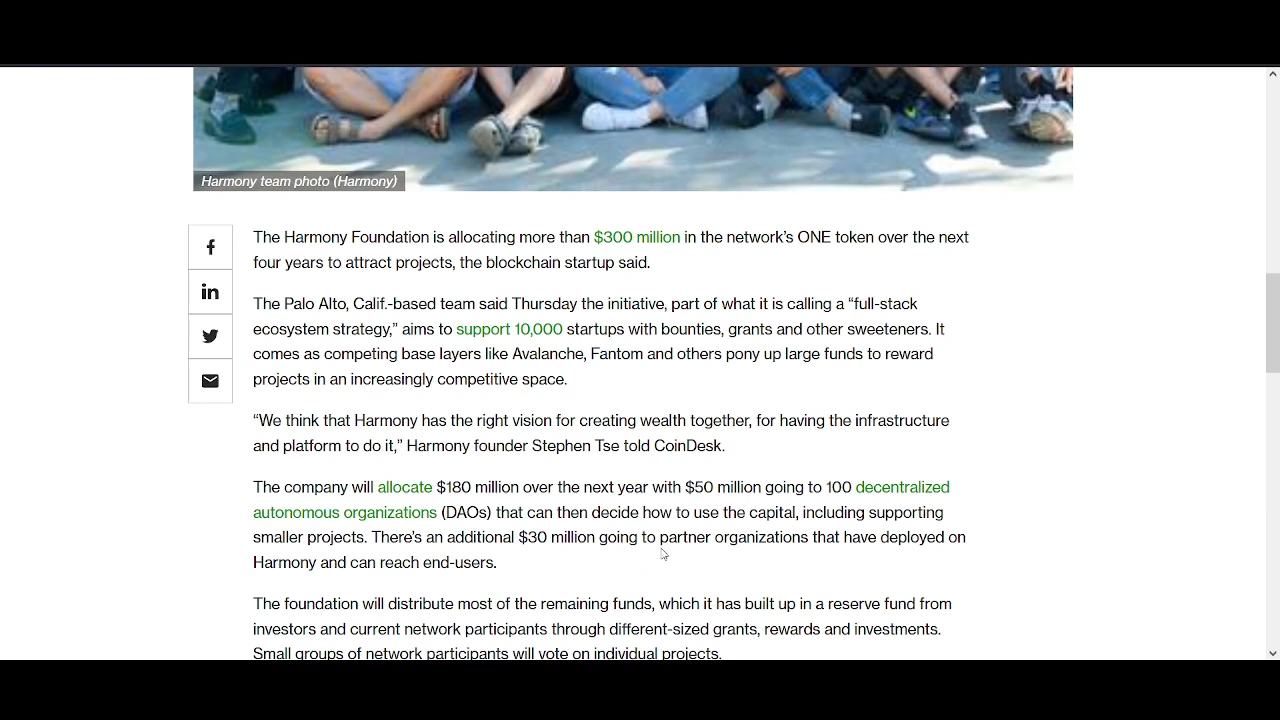 Harmony team photo (Harmony)
The Harmony Foundation is allocating more than $300 million in the network’s ONE token over the next
four years to attract projects, the blockchain startup said.
The Palo Alto, Calif.-based team said Thursday the initiative, part of what it is calling a “full-stack
ecosystem strategy,” aims to support 10,000 startups with bounties, grants and other sweeteners. It
comes as competing base layers like Avalanche, Fantom and others pony up large funds to reward
projects in an increasingly competitive space.
“We think that Harmony has the right vision for creating wealth together, for having the infrastructure
and platform to do it,” Harmony founder Stephen Tse told CoinDesk.
The company will allocate $180 million over the next year with $50 million going to 100 decentralized
autonomous organizations (DAOs) that can then decide how to use the capital, including supporting
smaller projects. There’s an additional $30 million going to partner organizations that have deployed on
Harmony and can reach end-users.
The foundation will distribute most of the remaining funds, which it has built up in a reserve fund from
investors and current network participants through different-sized grants, rewards and investments.
Small groups of network participants will vote on individual projects.